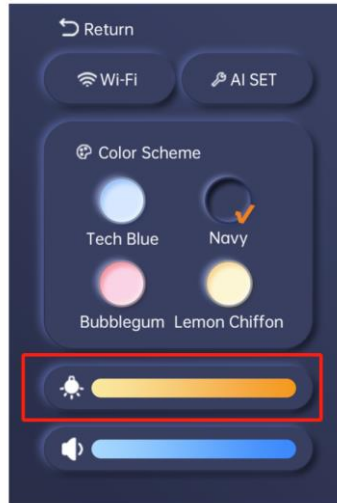 Return
Wi-Fi
AI SET
Color Scheme
Tech Blue
Navy
Bubblegum
Lemon Chiffon